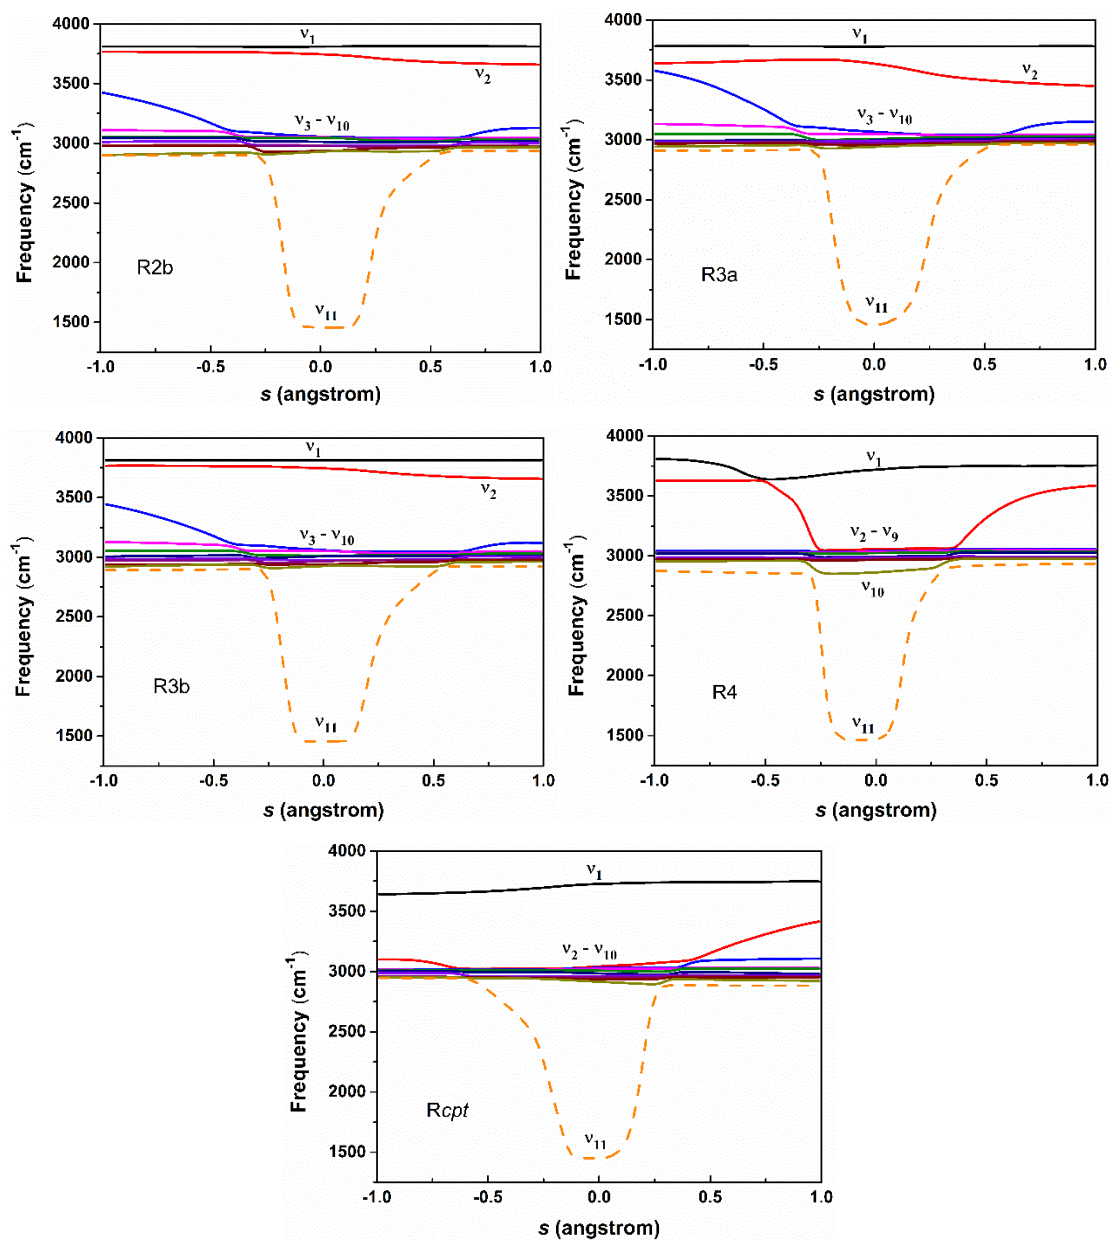 4000
3500
3000
2500
2000
1500
Frequency (cm⁻¹)
ν₁
ν₂
ν₃ - ν₁₀
ν₁₁
R2b
-1.0 -0.5 0.0 0.5 1.0
s (angstrom)
4000
3500
3000
2500
2000
1500
Frequency (cm⁻¹)
ν₁
ν₂
ν₃ - ν₁₀
ν₁₁
R3a
-1.0 -0.5 0.0 0.5 1.0
s (angstrom)
4000
3500
3000
2500
2000
1500
Frequency (cm⁻¹)
ν₁
ν₂
ν₃ - ν₁₀
ν₁₁
R3b
-1.0 -0.5 0.0 0.5 1.0
s (angstrom)
4000
3500
3000
2500
2000
1500
Frequency (cm⁻¹)
ν₁
ν₂ - ν₉
ν₁₀
ν₁₁
R4
-1.0 -0.5 0.0 0.5 1.0
s (angstrom)
4000
3500
3000
2500
2000
1500
Frequency (cm⁻¹)
ν₁
ν₂ - ν₁₀
ν₁₁
Rcpt
-1.0 -0.5 0.0 0.5 1.0
s (angstrom)